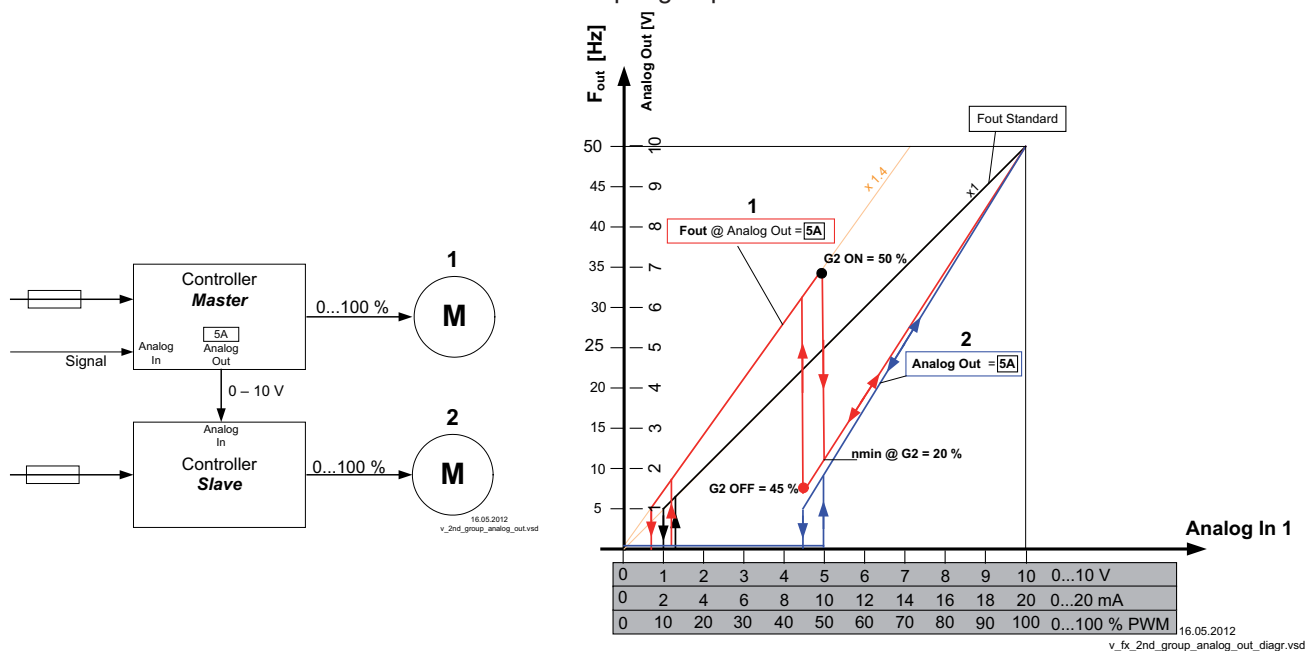 Controller
Master
5A
Analog
In
Analog
Out
Signal
0...100 %
1
M
0 – 10 V
Analog
In
Controller
Slave
0...100 %
2
M
16.05.2012
v_2nd_group_analog_out.vsd
Fout [Hz]
Analog Out [V]
50
45
40
35
30
25
20
15
10
5
10
9
8
7
6
5
4
3
2
1
Fout Standard
x 1.4
x1
1
Fout @ Analog Out = 5A
G2 ON = 50 %
2
Analog Out = 5A
nmin @ G2 = 20 %
G2 OFF = 45 %
Analog In 1
0 1 2 3 4 5 6 7 8 9 10 0...10 V
0 2 4 6 8 10 12 14 16 18 20 0...20 mA
0 10 20 30 40 50 60 70 80 90 100 0...100 % PWM
16.05.2012
v_fx_2nd_group_analog_out_diagr.vsd